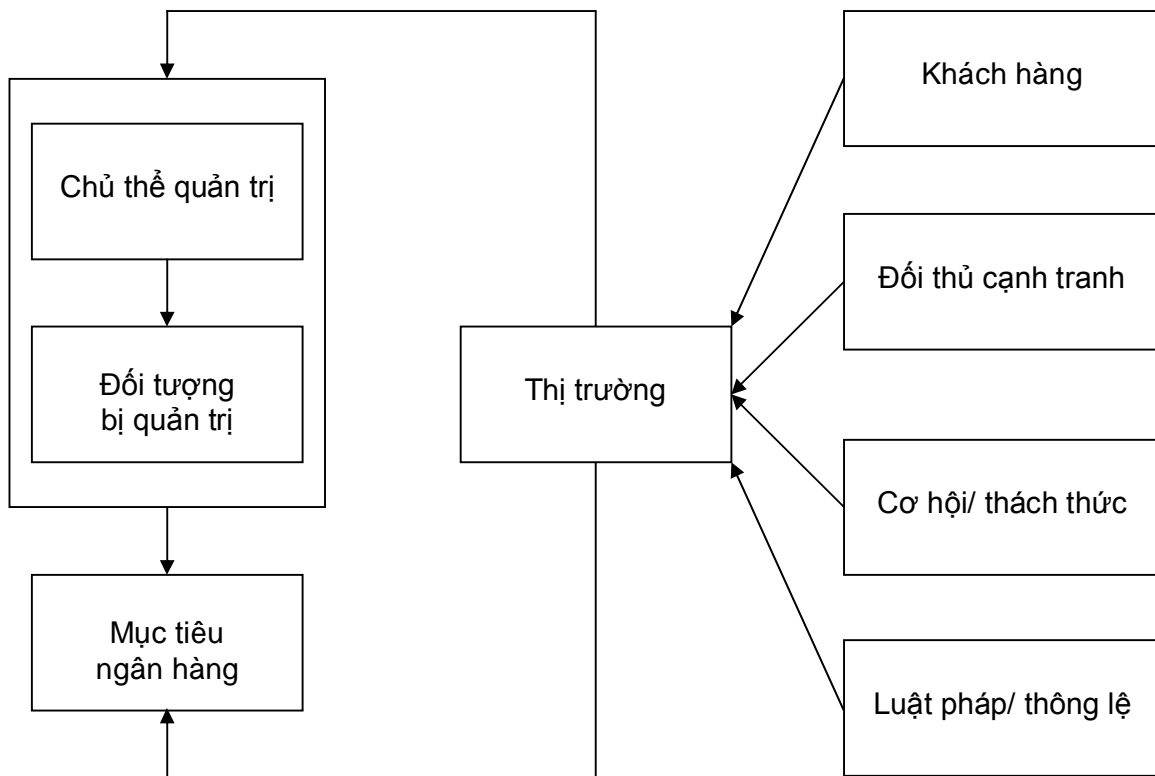 Khách hàng
Chủ thể quản trị
Đối thủ cạnh tranh
Đối tượng
bị quản trị
Thị trường
Cơ hội/ thách thức
Mục tiêu
ngân hàng
Luật pháp/ thông lệ